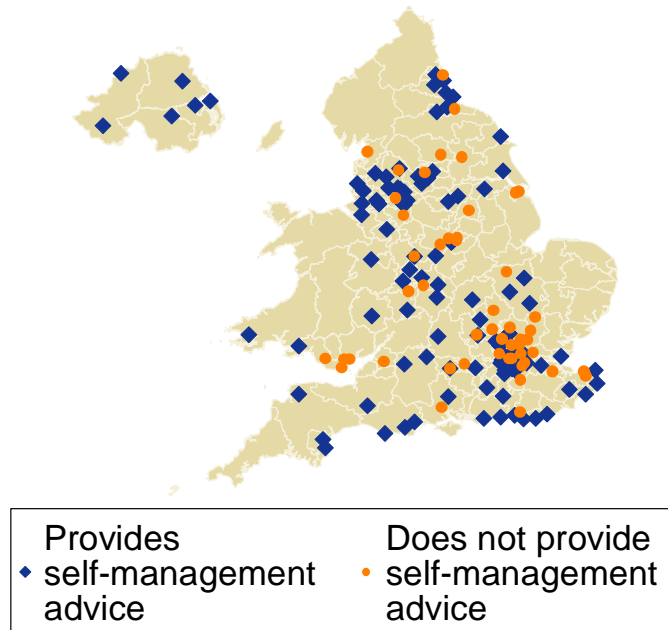 Provides
self-management
advice
Does not provide
self-management
advice